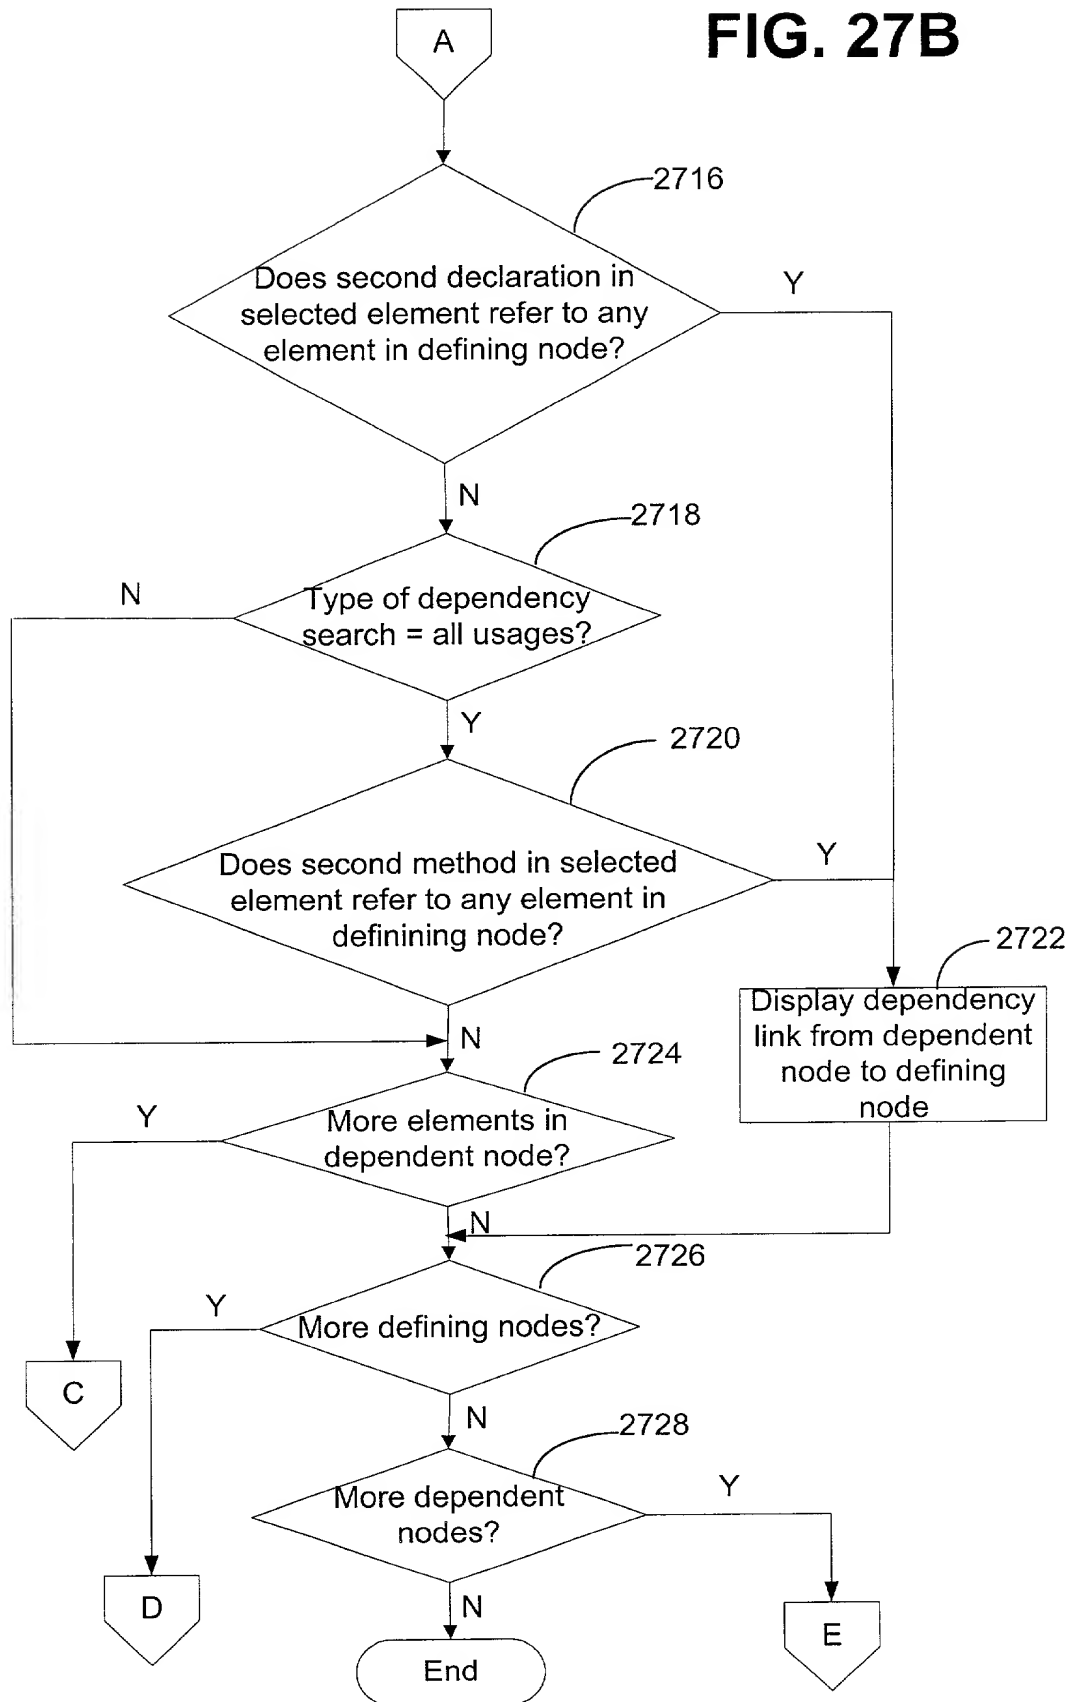 FIG. 27B
A
2716
Does second declaration in
selected element refer to any
element in defining node?
Y
N
2718
Type of dependency
search = all usages?
N
Y
2720
Does second method in selected
element refer to any element in
definining node?
Y
2722
Display dependency
link from dependent
node to defining
node
N
2724
More elements in
dependent node?
Y
N
2726
More defining nodes?
Y
C
N
2728
More dependent
nodes?
Y
D
N
E
End